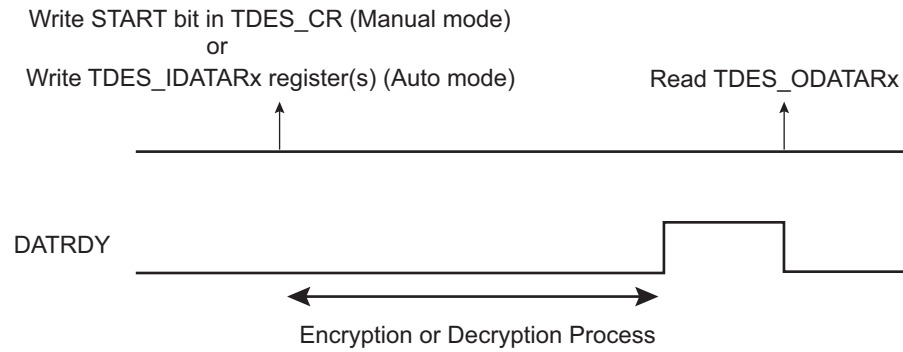 Write START bit in TDES_CR (Manual mode)
or
Write TDES_IDATARx register(s) (Auto mode)
Read TDES_ODATARx
DATRDY
Encryption or Decryption Process